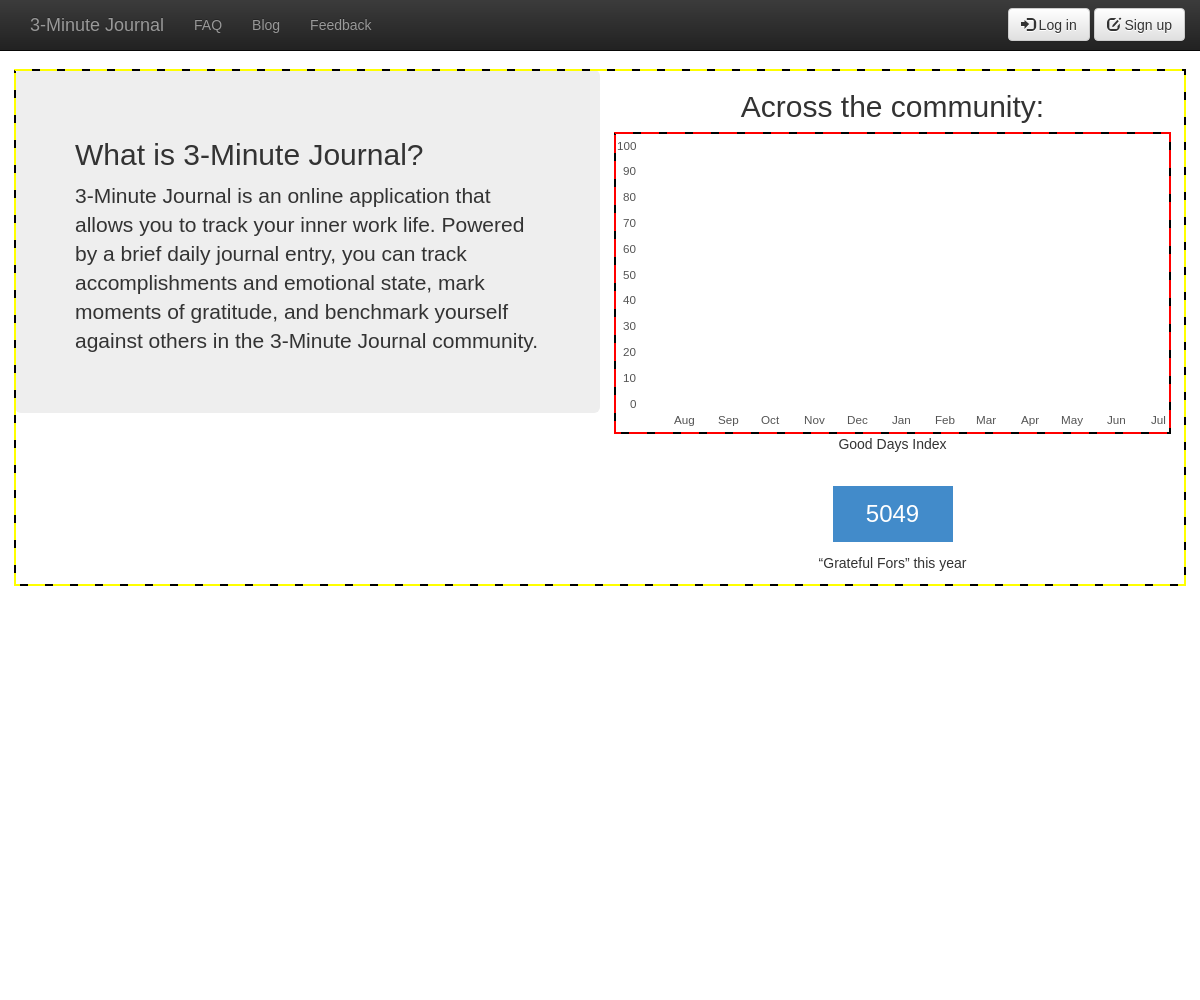 3-Minute Journal FAQ Blog Feedback Log in Sign up
What is 3-Minute Journal?
3-Minute Journal is an online application that
allows you to track your inner work life. Powered
by a brief daily journal entry, you can track
accomplishments and emotional state, mark
moments of gratitude, and benchmark yourself
against others in the 3-Minute Journal community.
Across the community:
100
90
80
70
60
50
40
30
20
10
0
Aug Sep Oct Nov Dec Jan Feb Mar Apr May Jun Jul
Good Days Index
5049
“Grateful Fors” this year